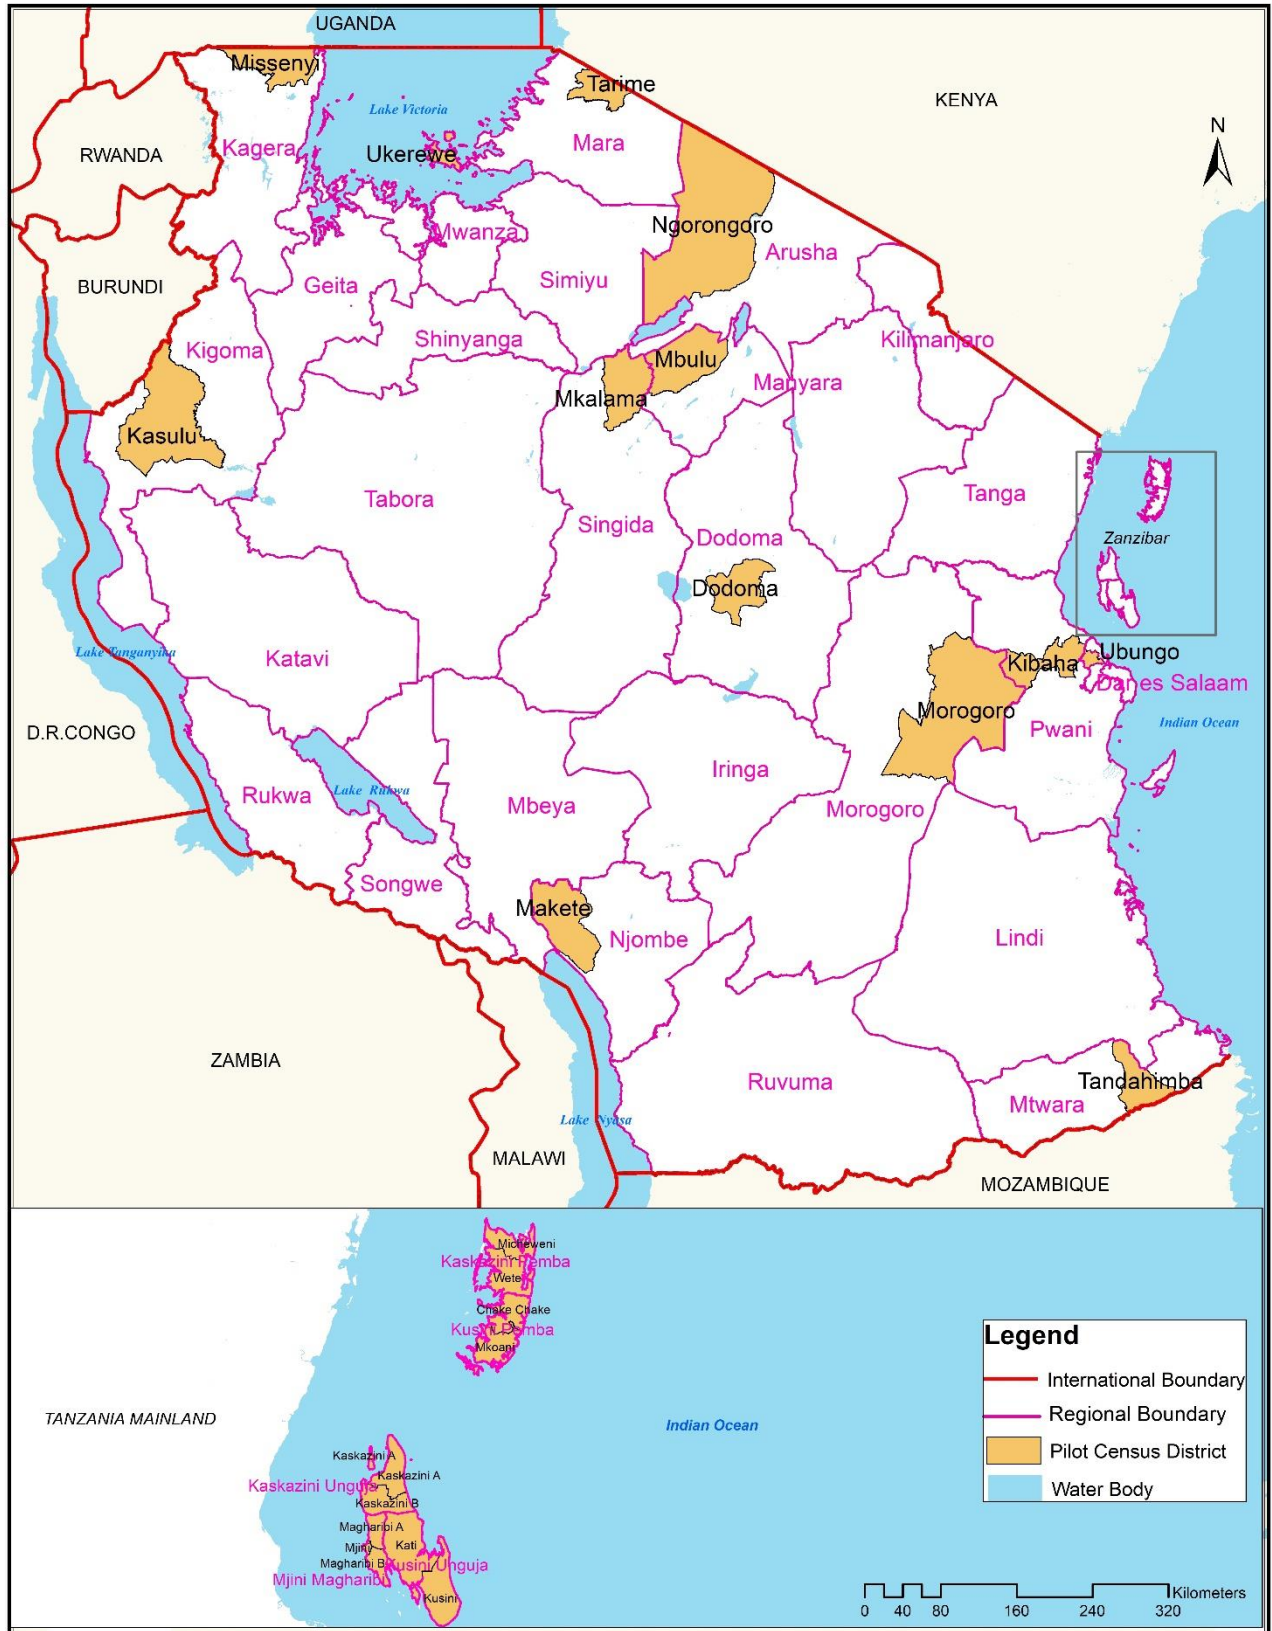 UGANDA
Missenyi
Tarime
KENYA
Lake Victoria
N
RWANDA
Kagera
Ukerewe
Mara
Ngorongoro
Mwanza
Arusha
BURUNDI
Geita
Simiyu
Kigoma
Shinyanga
Kilimanjaro
Mbulu
Manyara
Mkalama
Kasulu
Tabora
Singida
Tanga
Dodoma
Zanzibar
Dodoma
Katavi
Lake Tanganyika
Kibaha
Ubungo
Dar es Salaam
Morogoro
Pwani
Indian Ocean
D.R.CONGO
Iringa
Rukwa
Lake Rukwa
Mbeya
Morogoro
Songwe
Makete
Njombe
Lindi
ZAMBIA
Ruvuma
Tandahimba
Mtwara
Lake Nyasa
MALAWI
MOZAMBIQUE
Micheweni
Kaskazini Pemba
Wete
Chake Chake
Kusini Pemba
Mkoani
TANZANIA MAINLAND
Indian Ocean
Kaskazini A
Kaskazini A
Kaskazini Unguja
Kaskazini B
Magharibi A
Kati
Mjini
Magharibi B
Kusini Unguja
Mjini Magharibi
Kusini
Legend
International Boundary
Regional Boundary
Pilot Census District
Water Body
Kilometers
0 40 80 160 240 320